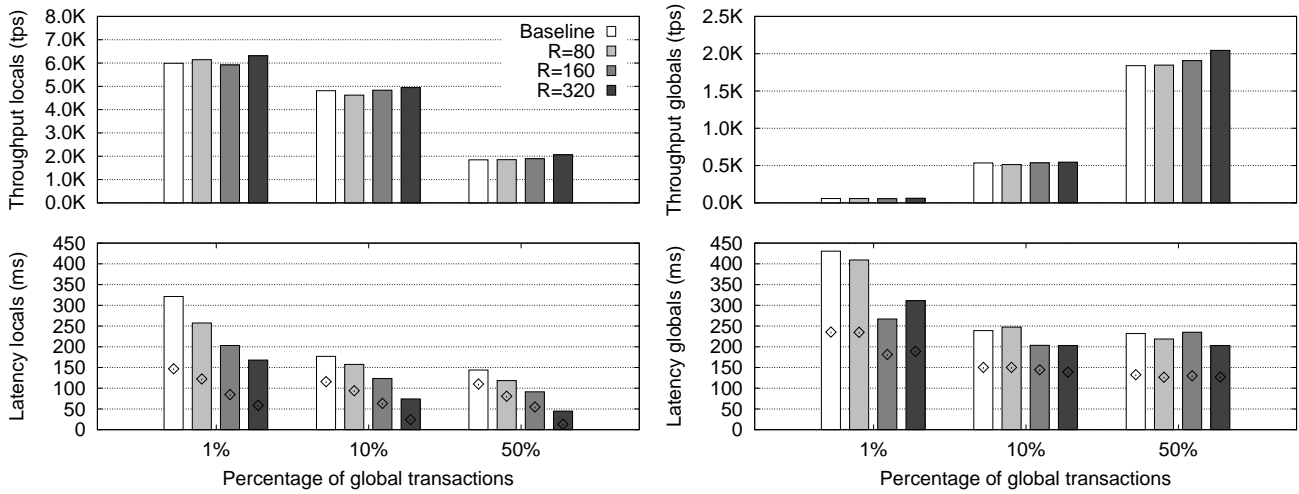 Throughput locals (tps)
8.0K
7.0K
6.0K
5.0K
4.0K
3.0K
2.0K
1.0K
0.0K
Baseline
R=80
R=160
R=320
Throughput globals (tps)
2.5K
2.0K
1.5K
1.0K
0.5K
0.0K
Latency locals (ms)
450
400
350
300
250
200
150
100
50
0
1%
10%
50%
Percentage of global transactions
Latency globals (ms)
450
400
350
300
250
200
150
100
50
0
1%
10%
50%
Percentage of global transactions